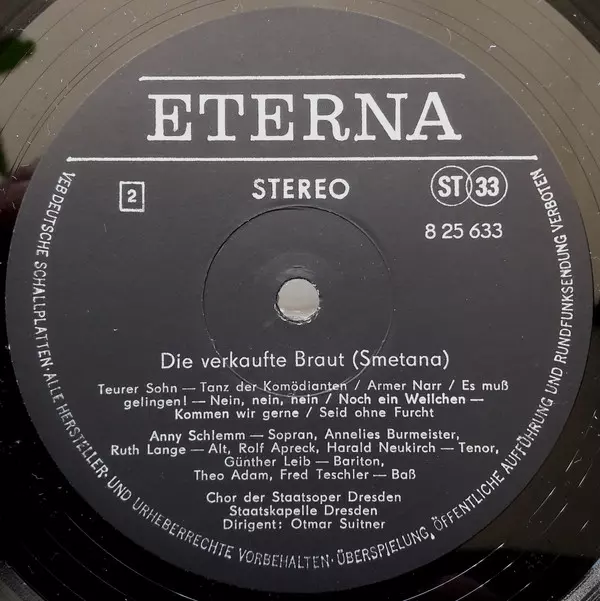 ETERNA
2
STEREO
ST 33
8 25 633
Die verkaufte Braut (Smetana)
Teurer Sohn — Tanz der Komödianten / Armer Narr / Es muß
gelingen! — Nein, nein, nein / Noch ein Weilchen —
Kommen wir gerne / Seid ohne Furcht
Anny Schlemm — Sopran, Annelies Burmeister,
Ruth Lange — Alt, Rolf Apreck, Harald Neukirch — Tenor,
Günther Leib — Bariton,
Theo Adam, Fred Teschler — Baß
Chor der Staatsoper Dresden
Staatskapelle Dresden
Dirigent: Otmar Suitner
VEB DEUTSCHE SCHALLPLATTEN · ALLE HERSTELLER- UND URHEBERRECHTE VORBEHALTEN · ÜBERSPIELUNG, ÖFFENTLICHE AUFFÜHRUNG UND RUNDFUNKSENDUNG VERBOTEN